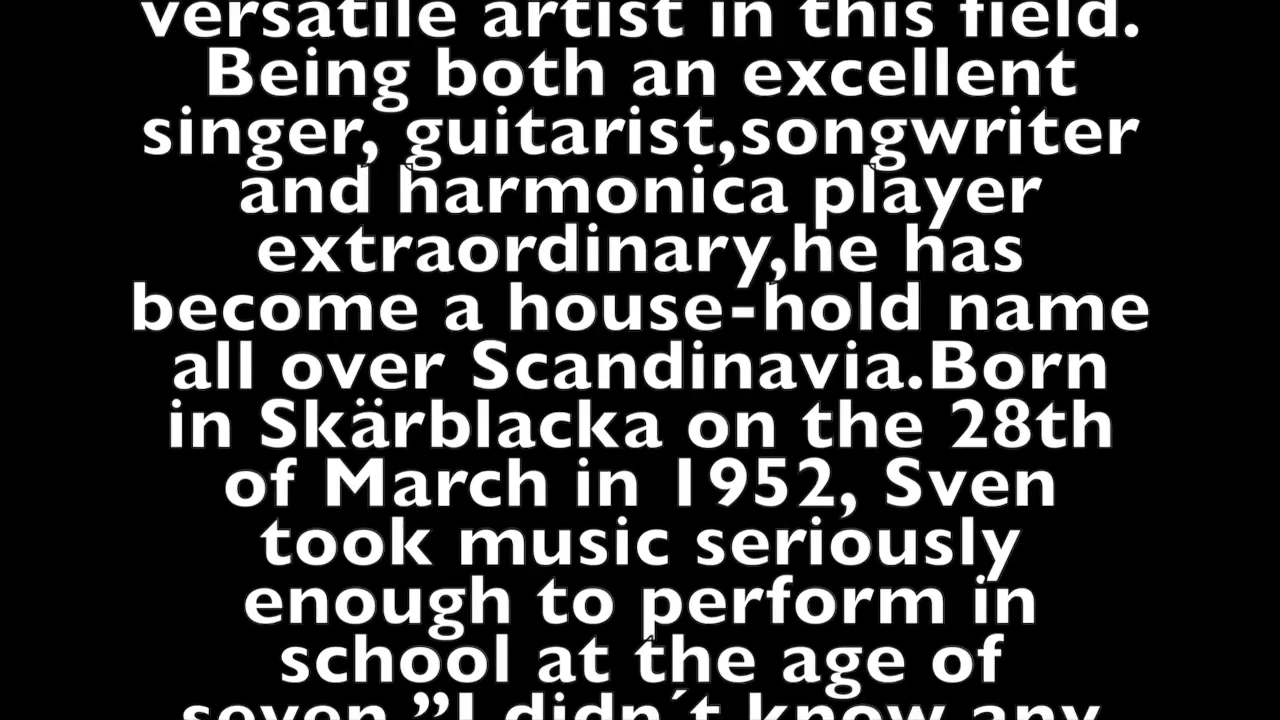 versatile artist in this field.
Being both an excellent
singer, guitarist,songwriter
and harmonica player
extraordinary,he has
become a house-hold name
all over Scandinavia.Born
in Skärblacka on the 28th
of March in 1952, Sven
took music seriously
enough to perform in
school at the age of
seven.”I didn´t know any